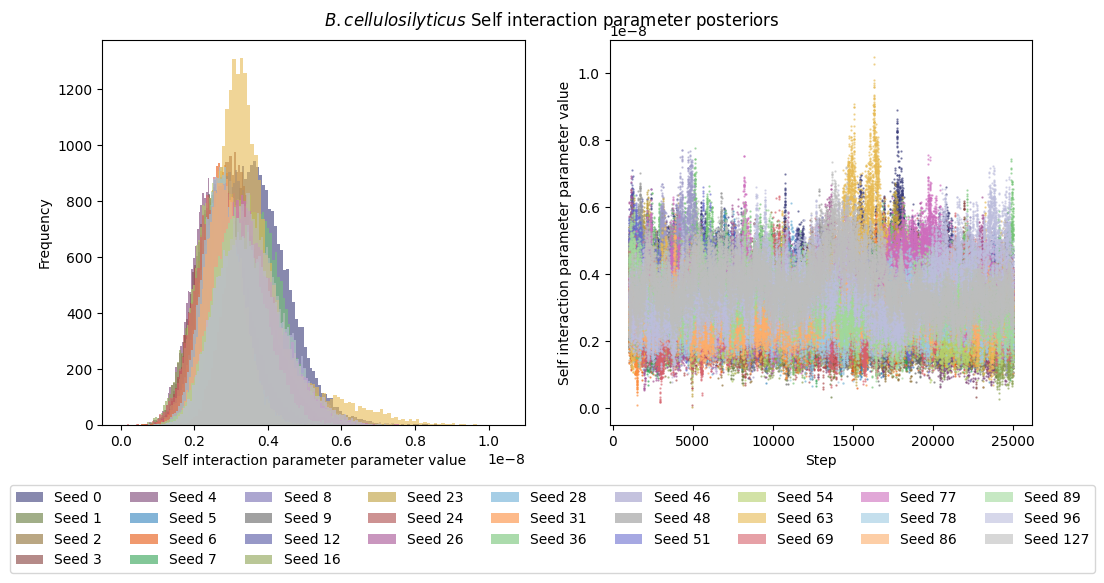 B. cellulosilyticus Self interaction parameter posteriors
1e−8
Frequency
1200
1000
800
600
400
200
0
0.0 0.2 0.4 0.6 0.8 1.0
1e−8
Self interaction parameter parameter value
Self interaction parameter value
1.0
0.8
0.6
0.4
0.2
0.0
0 5000 10000 15000 20000 25000
Step
Seed 0 Seed 4 Seed 8 Seed 23 Seed 28 Seed 46 Seed 54 Seed 77 Seed 89
Seed 1 Seed 5 Seed 9 Seed 24 Seed 31 Seed 48 Seed 63 Seed 78 Seed 96
Seed 2 Seed 6 Seed 12 Seed 26 Seed 36 Seed 51 Seed 69 Seed 86 Seed 127
Seed 3 Seed 7 Seed 16